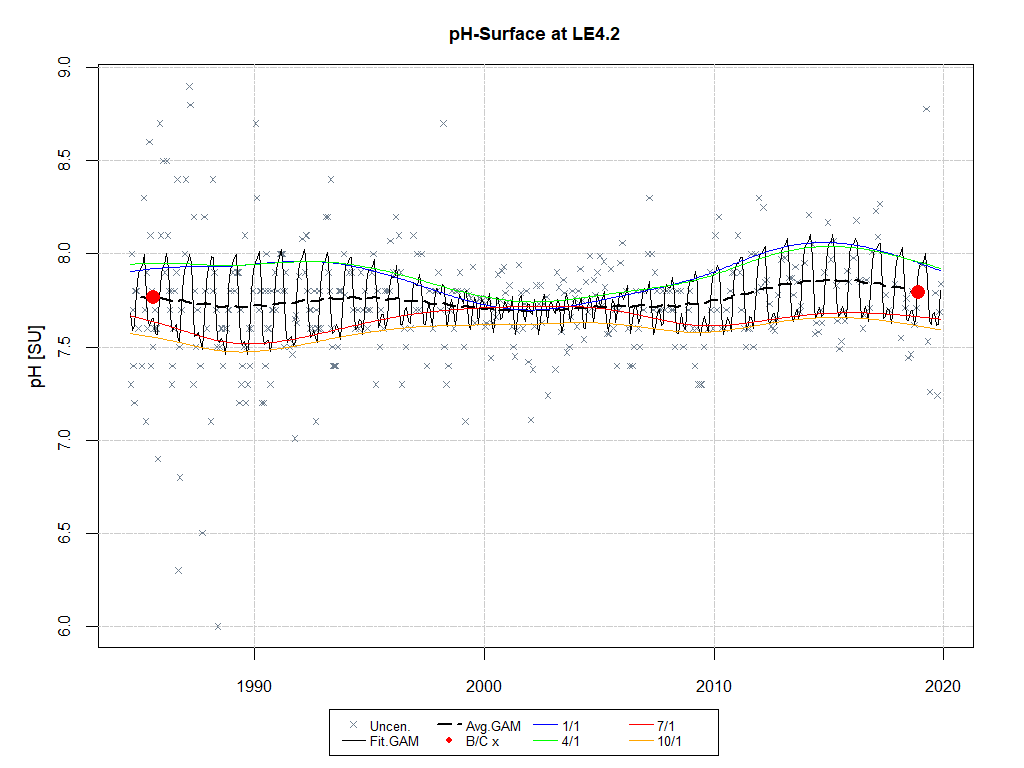 pH-Surface at LE4.2
pH [SU]
9.0
8.5
8.0
7.5
7.0
6.5
6.0
1990 2000 2010 2020
Uncen. Avg.GAM 1/1 7/1
Fit.GAM B/C x 4/1 10/1